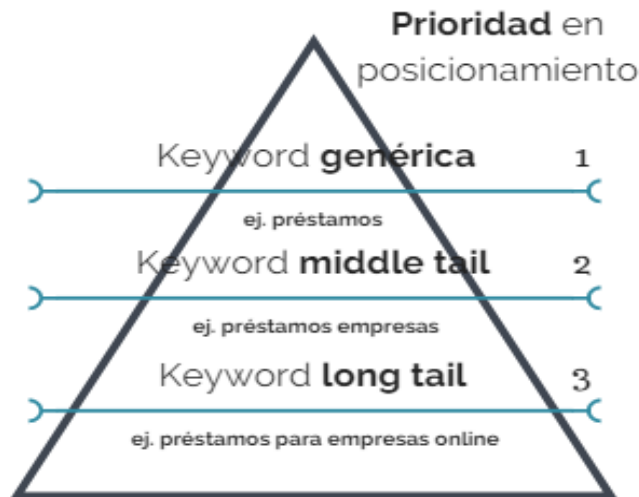 Prioridad en
posicionamiento
Keyword genérica 1
ej. préstamos
Keyword middle tail 2
ej. préstamos empresas
Keyword long tail 3
ej. préstamos para empresas online